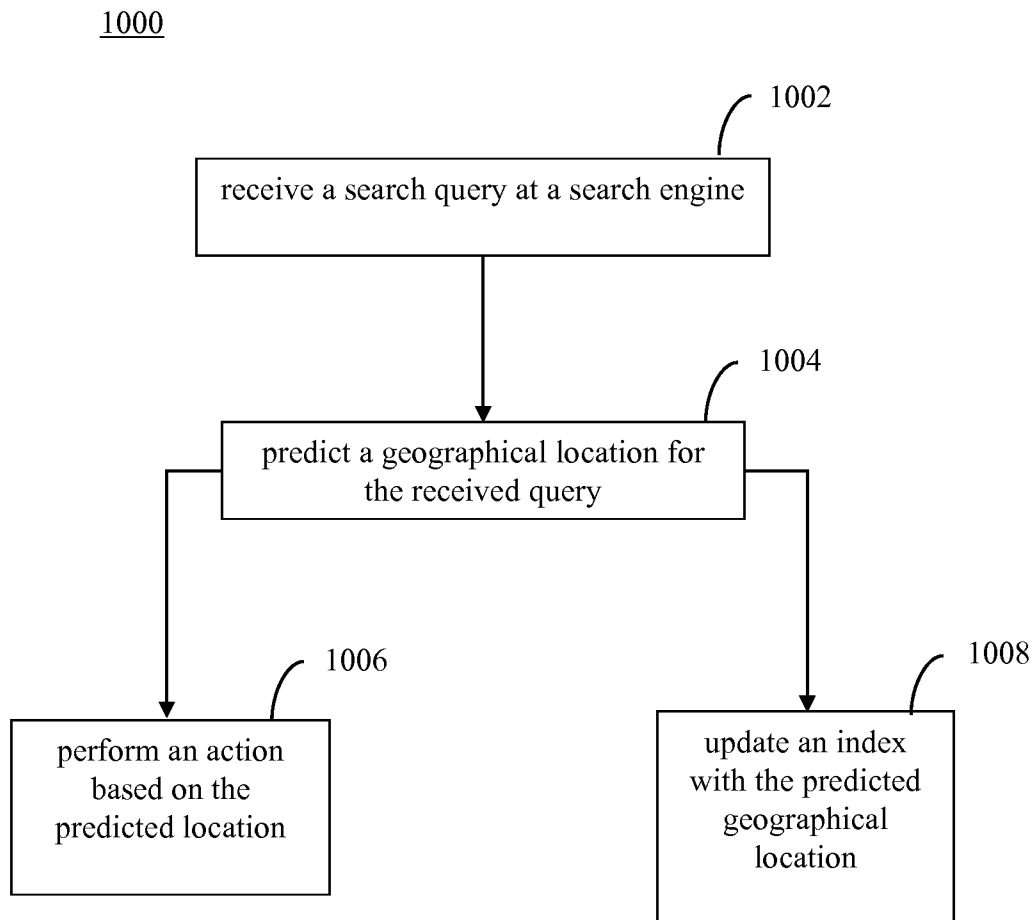 1000
1002
receive a search query at a search engine
1004
predict a geographical location for
the received query
1006
perform an action
based on the
predicted location
1008
update an index
with the predicted
geographical
location